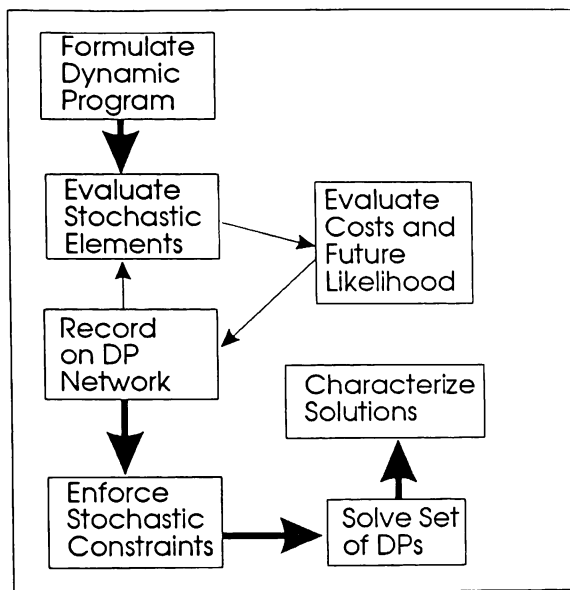 Formulate
Dynamic
Program
Evaluate
Stochastic
Elements
Evaluate
Costs and
Future
Likelihood
Record
on DP
Network
Characterize
Solutions
Enforce
Stochastic
Constraints
Solve Set
of DPs